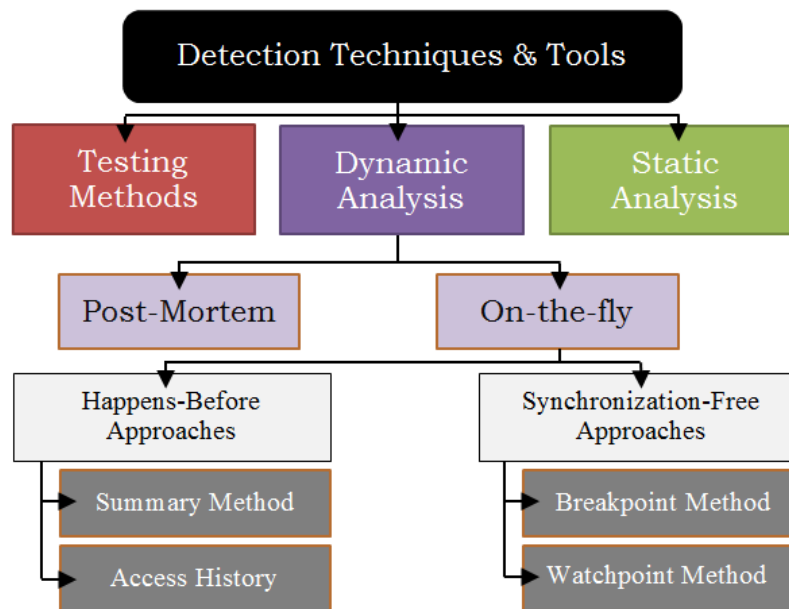 Detection Techniques & Tools
Testing
Methods
Dynamic
Analysis
Static
Analysis
Post-Mortem
On-the-fly
Happens-Before
Approaches
Synchronization-Free
Approaches
Summary Method
Access History
Breakpoint Method
Watchpoint Method